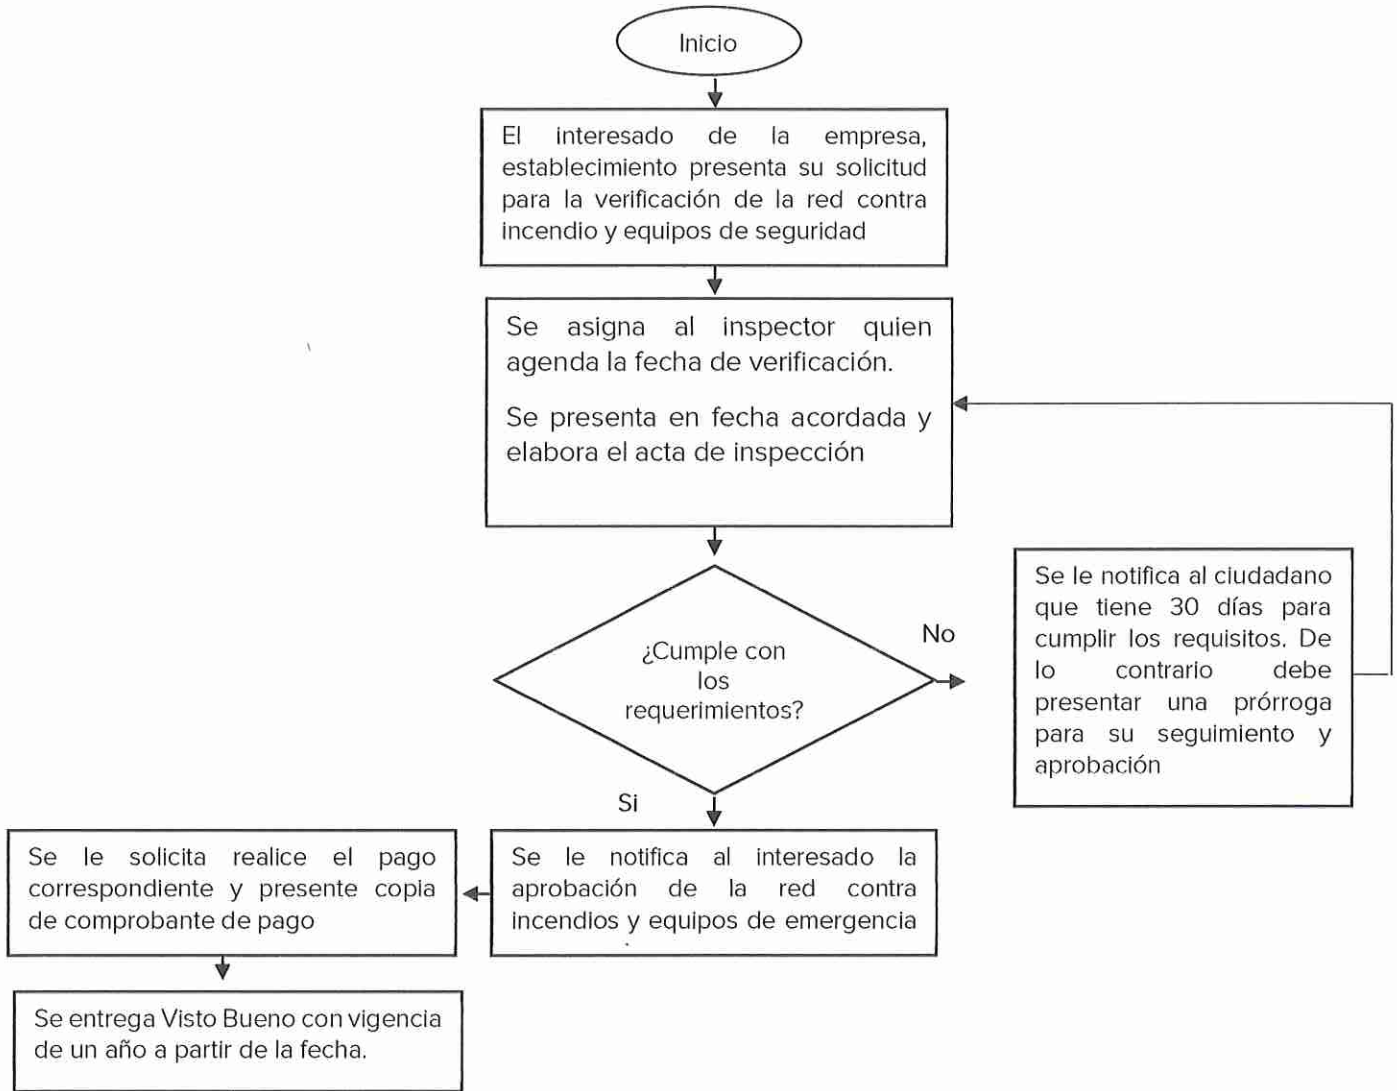 Inicio
El interesado de la empresa,
establecimiento presenta su solicitud
para la verificación de la red contra
incendio y equipos de seguridad
Se asigna al inspector quien
agenda la fecha de verificación.
Se presenta en fecha acordada y
elabora el acta de inspección
¿Cumple con
los
requerimientos?
No
Se le notifica al ciudadano
que tiene 30 días para
cumplir los requisitos. De
lo contrario debe
presentar una prórroga
para su seguimiento y
aprobación
Si
Se le notifica al interesado la
aprobación de la red contra
incendios y equipos de emergencia
Se le solicita realice el pago
correspondiente y presente copia
de comprobante de pago
Se entrega Visto Bueno con vigencia
de un año a partir de la fecha.